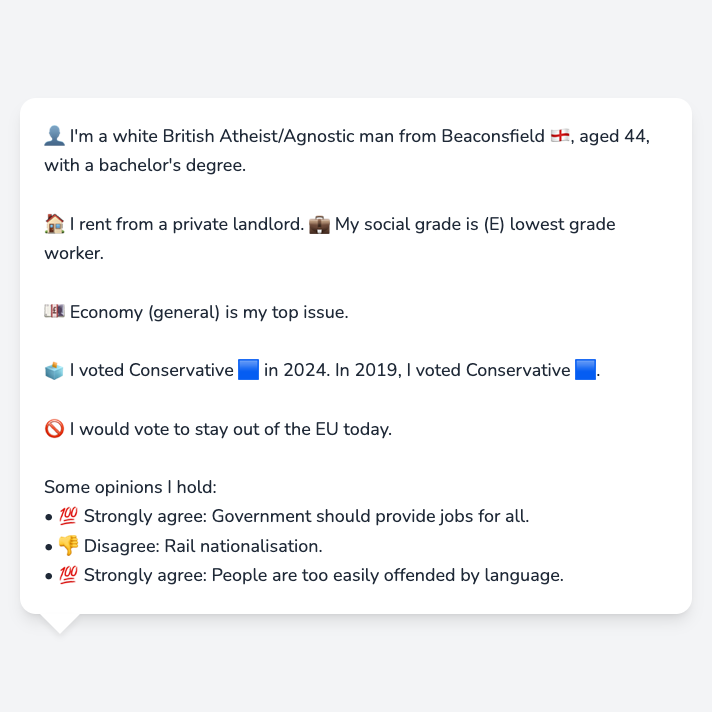 👤 I'm a white British Atheist/Agnostic man from Beaconsfield 🏴󠁧󠁢󠁥󠁮󠁧󠁿, aged 44,
with a bachelor's degree.
🏠 I rent from a private landlord. 💼 My social grade is (E) lowest grade
worker.
💷 Economy (general) is my top issue.
🗳️ I voted Conservative 🟦 in 2024. In 2019, I voted Conservative 🟦.
🚫 I would vote to stay out of the EU today.
Some opinions I hold:
• 💯 Strongly agree: Government should provide jobs for all.
• 👎 Disagree: Rail nationalisation.
• 💯 Strongly agree: People are too easily offended by language.